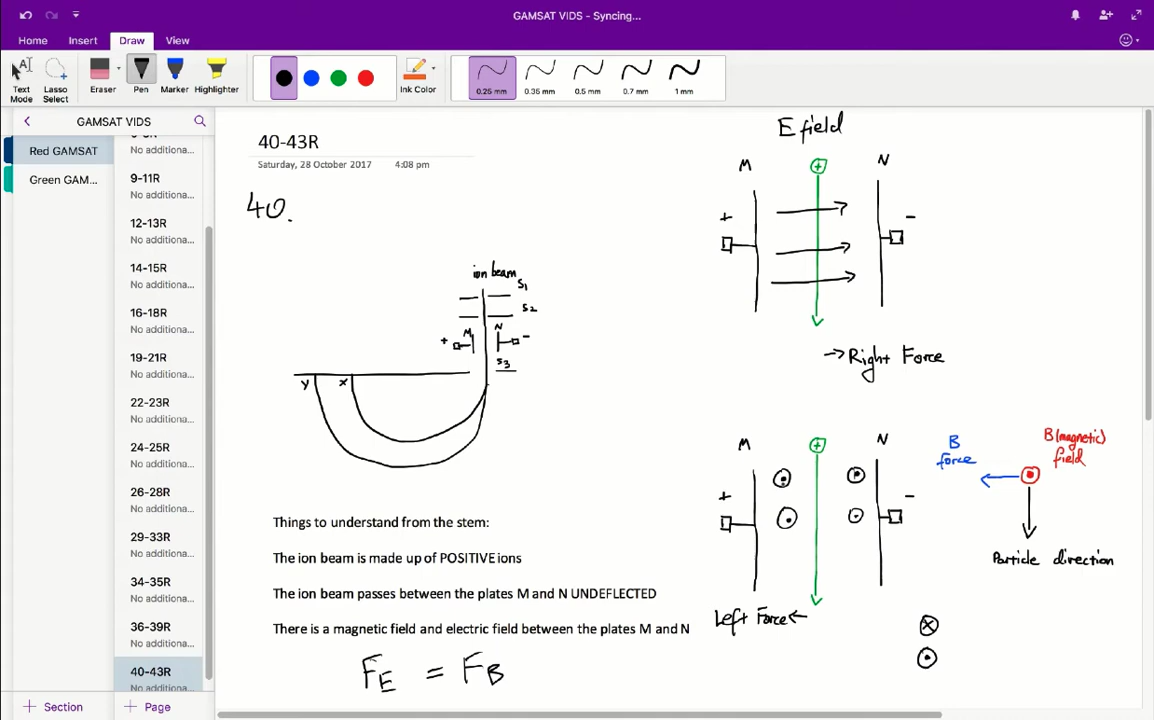 GAMSAT VIDS - Syncing...
Home Insert Draw View
Text Mode
Lasso Select
Eraser
Pen
Marker
Highlighter
0.25 mm
0.35 mm
0.5 mm
0.7 mm
1 mm
Ink Color
GAMSAT VIDS
Red GAMSAT
Green GAM...
No additiona...
9-11R
No additiona...
12-13R
No additiona...
14-15R
No additiona...
16-18R
No additiona...
19-21R
No additiona...
22-23R
No additiona...
24-25R
No additiona...
26-28R
No additiona...
29-33R
No additiona...
34-35R
No additiona...
36-39R
No additiona...
40-43R
No additiona...
+ Section
+ Page
40-43R
Saturday, 28 October 2017 4:08 pm
40.
ion beam
S1
S2
M N
+ -
S3
y x
Things to understand from the stem:
The ion beam is made up of POSITIVE ions
The ion beam passes between the plates M and N UNDEFLECTED
There is a magnetic field and electric field between the plates M and N
FE = FB
E field
M + N
+ -
→ Right Force
M + N
+ -
Left Force ←
B force
B(magnetic) field
Particle direction